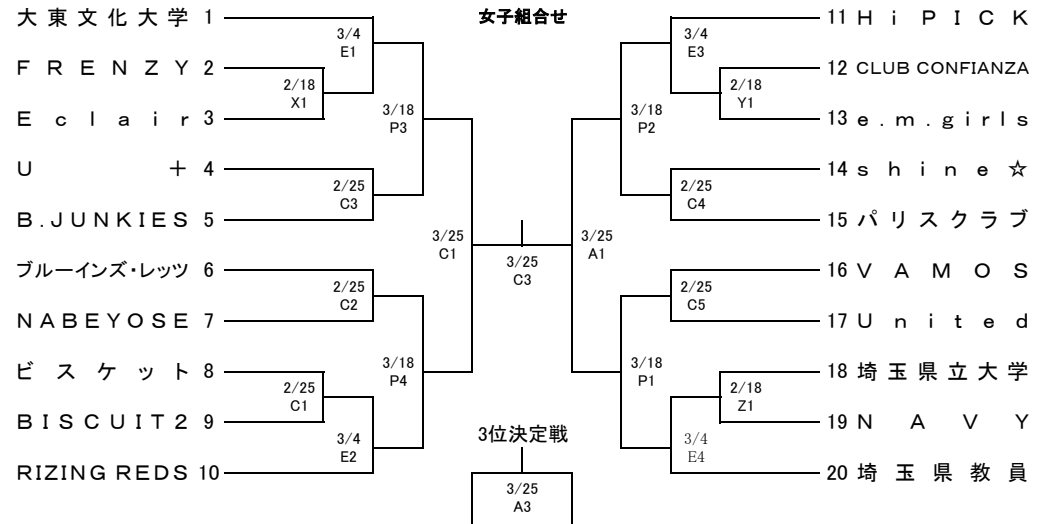 女子組合せ
大東文化大学 1
3/4
E1
FRENZY 2
2/18
X1
Eclair 3
3/18
P3
U+ 4
2/25
C3
B.JUNKIES 5
3/25
C1
ブルーインズ・レッツ 6
2/25
C2
NABEYOSE 7
3/18
P4
ビスケット 8
2/25
C1
BISCUIT2 9
3/4
E2
RIZING REDS 10
3/25
C3
3位決定戦
3/25
A3
11 HiPICK
3/4
E3
12 CLUB CONFIANZA
2/18
Y1
13 e.m.girls
3/18
P2
14 shine☆
2/25
C4
15 パリスクラブ
3/25
A1
16 VAMOS
2/25
C5
17 United
3/18
P1
18 埼玉県立大学
2/18
Z1
19 NAVY
3/4
E4
20 埼玉県教員